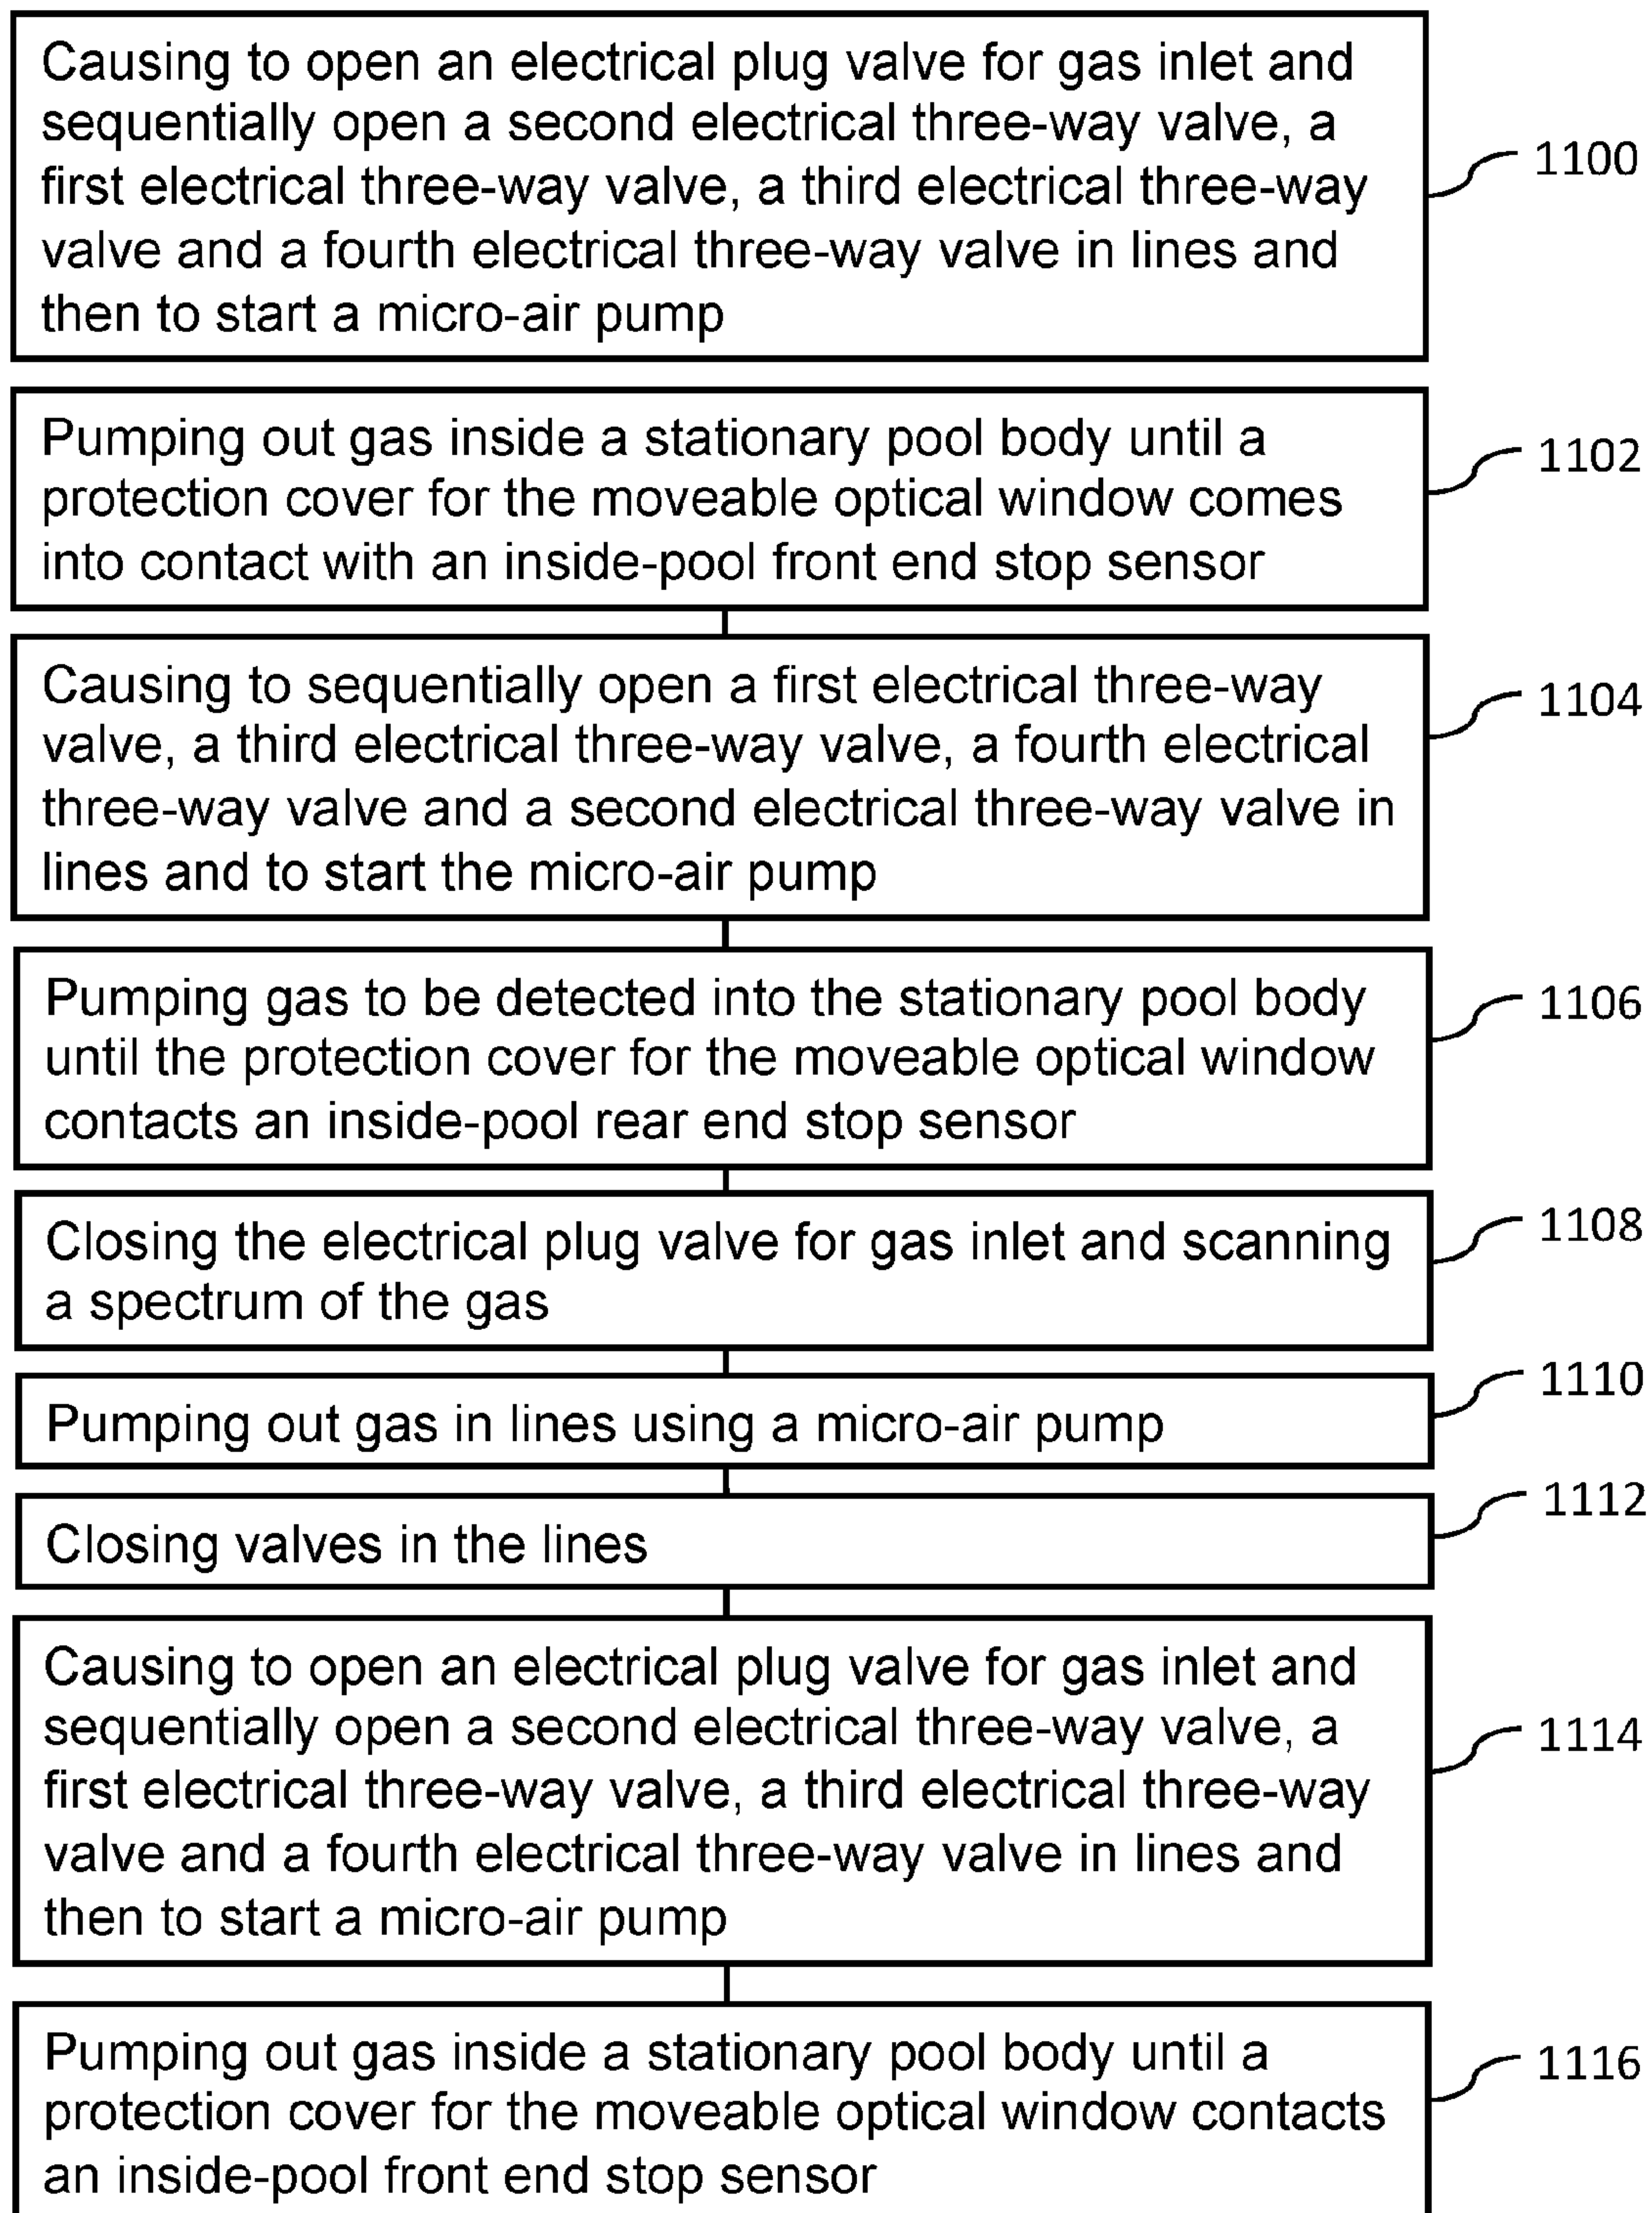 Causing to open an electrical plug valve for gas inlet and
sequentially open a second electrical three-way valve, a
first electrical three-way valve, a third electrical three-way
valve and a fourth electrical three-way valve in lines and
then to start a micro-air pump
1100
Pumping out gas inside a stationary pool body until a
protection cover for the moveable optical window comes
into contact with an inside-pool front end stop sensor
1102
Causing to sequentially open a first electrical three-way
valve, a third electrical three-way valve, a fourth electrical
three-way valve and a second electrical three-way valve in
lines and to start the micro-air pump
1104
Pumping gas to be detected into the stationary pool body
until the protection cover for the moveable optical window
contacts an inside-pool rear end stop sensor
1106
Closing the electrical plug valve for gas inlet and scanning
a spectrum of the gas
1108
Pumping out gas in lines using a micro-air pump
1110
Closing valves in the lines
1112
Causing to open an electrical plug valve for gas inlet and
sequentially open a second electrical three-way valve, a
first electrical three-way valve, a third electrical three-way
valve and a fourth electrical three-way valve in lines and
then to start a micro-air pump
1114
Pumping out gas inside a stationary pool body until a
protection cover for the moveable optical window contacts
an inside-pool front end stop sensor
1116